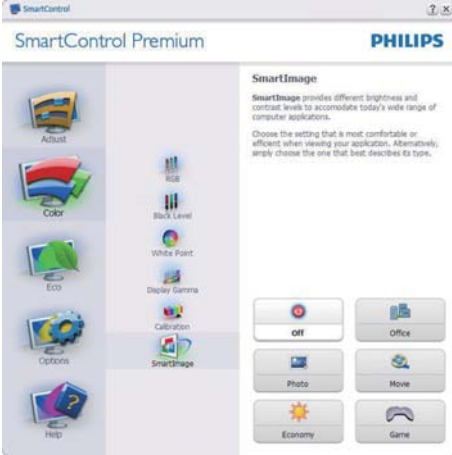 SmartControl
SmartControl Premium
PHILIPS
Adjust
Color
Eco
Options
Help
RGB
Black Level
White Point
Display Gamma
Calibration
SmartImage
SmartImage
SmartImage provides different brightness and
contrast levels to accomodate today's wide range of
computer applications.
Choose the setting that is most comfortable or
efficient when viewing your application. Alternatively,
simply choose the one that best describes its type.
Off
Office
Photo
Movie
Economy
Game